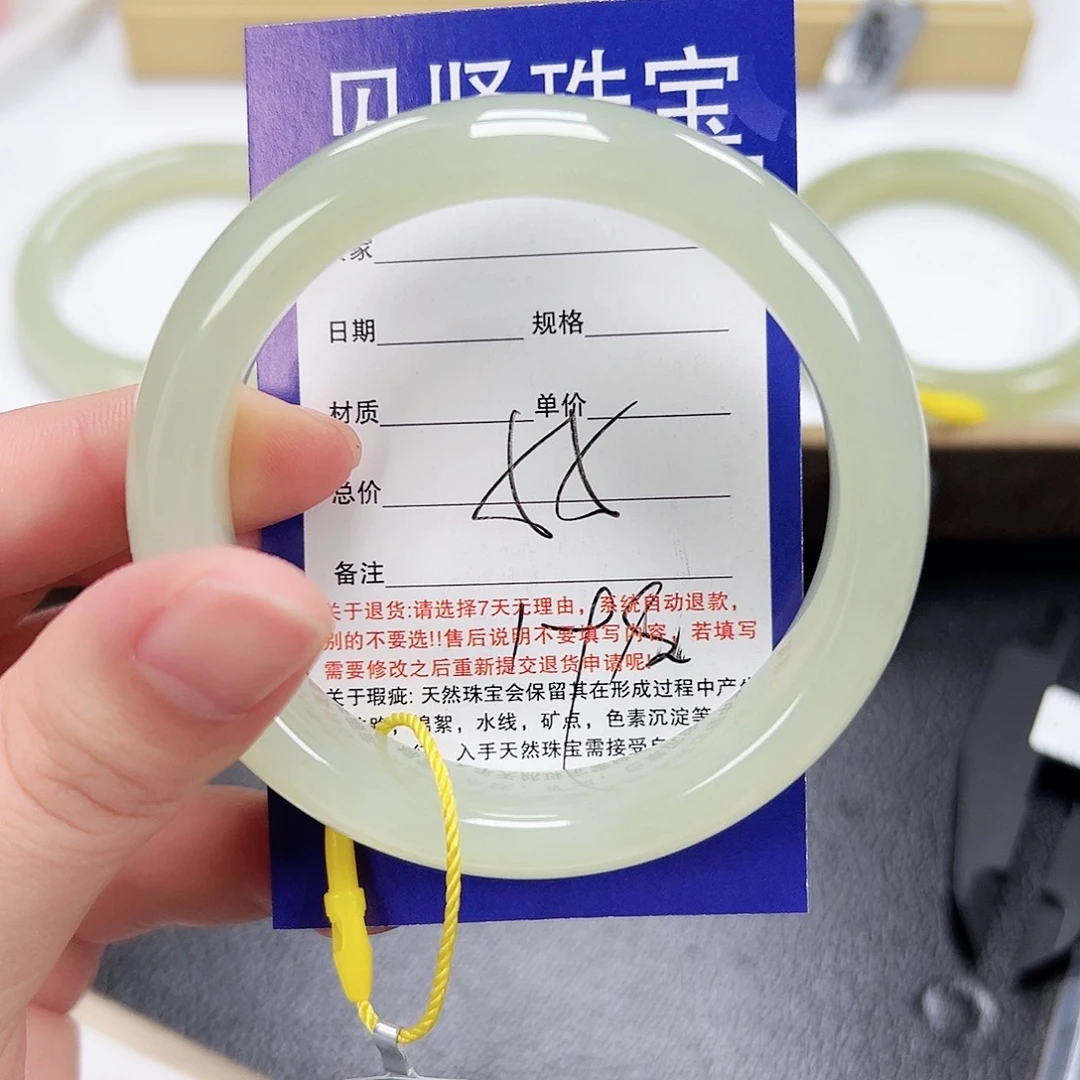 见贤珠宝
家
日期 规格
材质 单价
总价 88
备注
关于退货:请选择7天无理由，系统自动退款，
别的不要选!!售后说明不要填写内容，若填写
需要修改之后重新提交退货申请呢!
关于瑕疵: 天然珠宝会保留其在形成过程中产
棉絮，水线，矿点，色素沉淀等
入手天然珠宝需接受